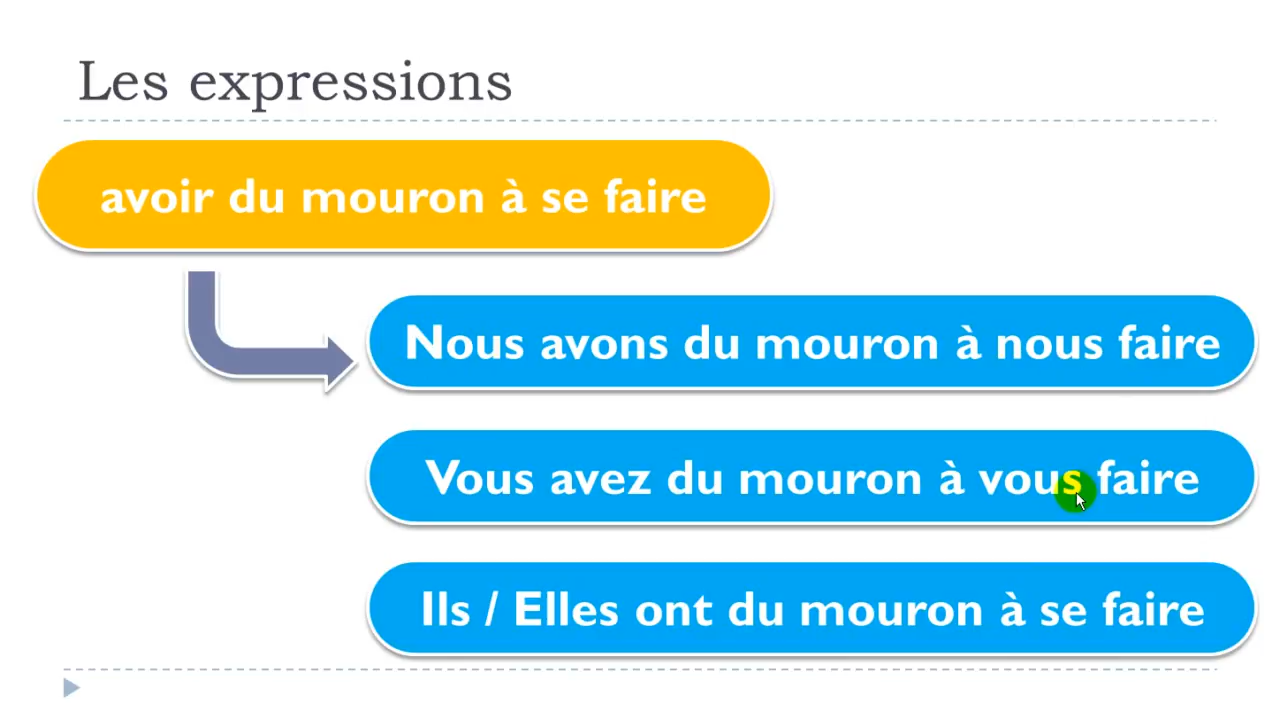 Les expressions
avoir du mouron à se faire
Nous avons du mouron à nous faire
Vous avez du mouron à vous faire
Ils / Elles ont du mouron à se faire